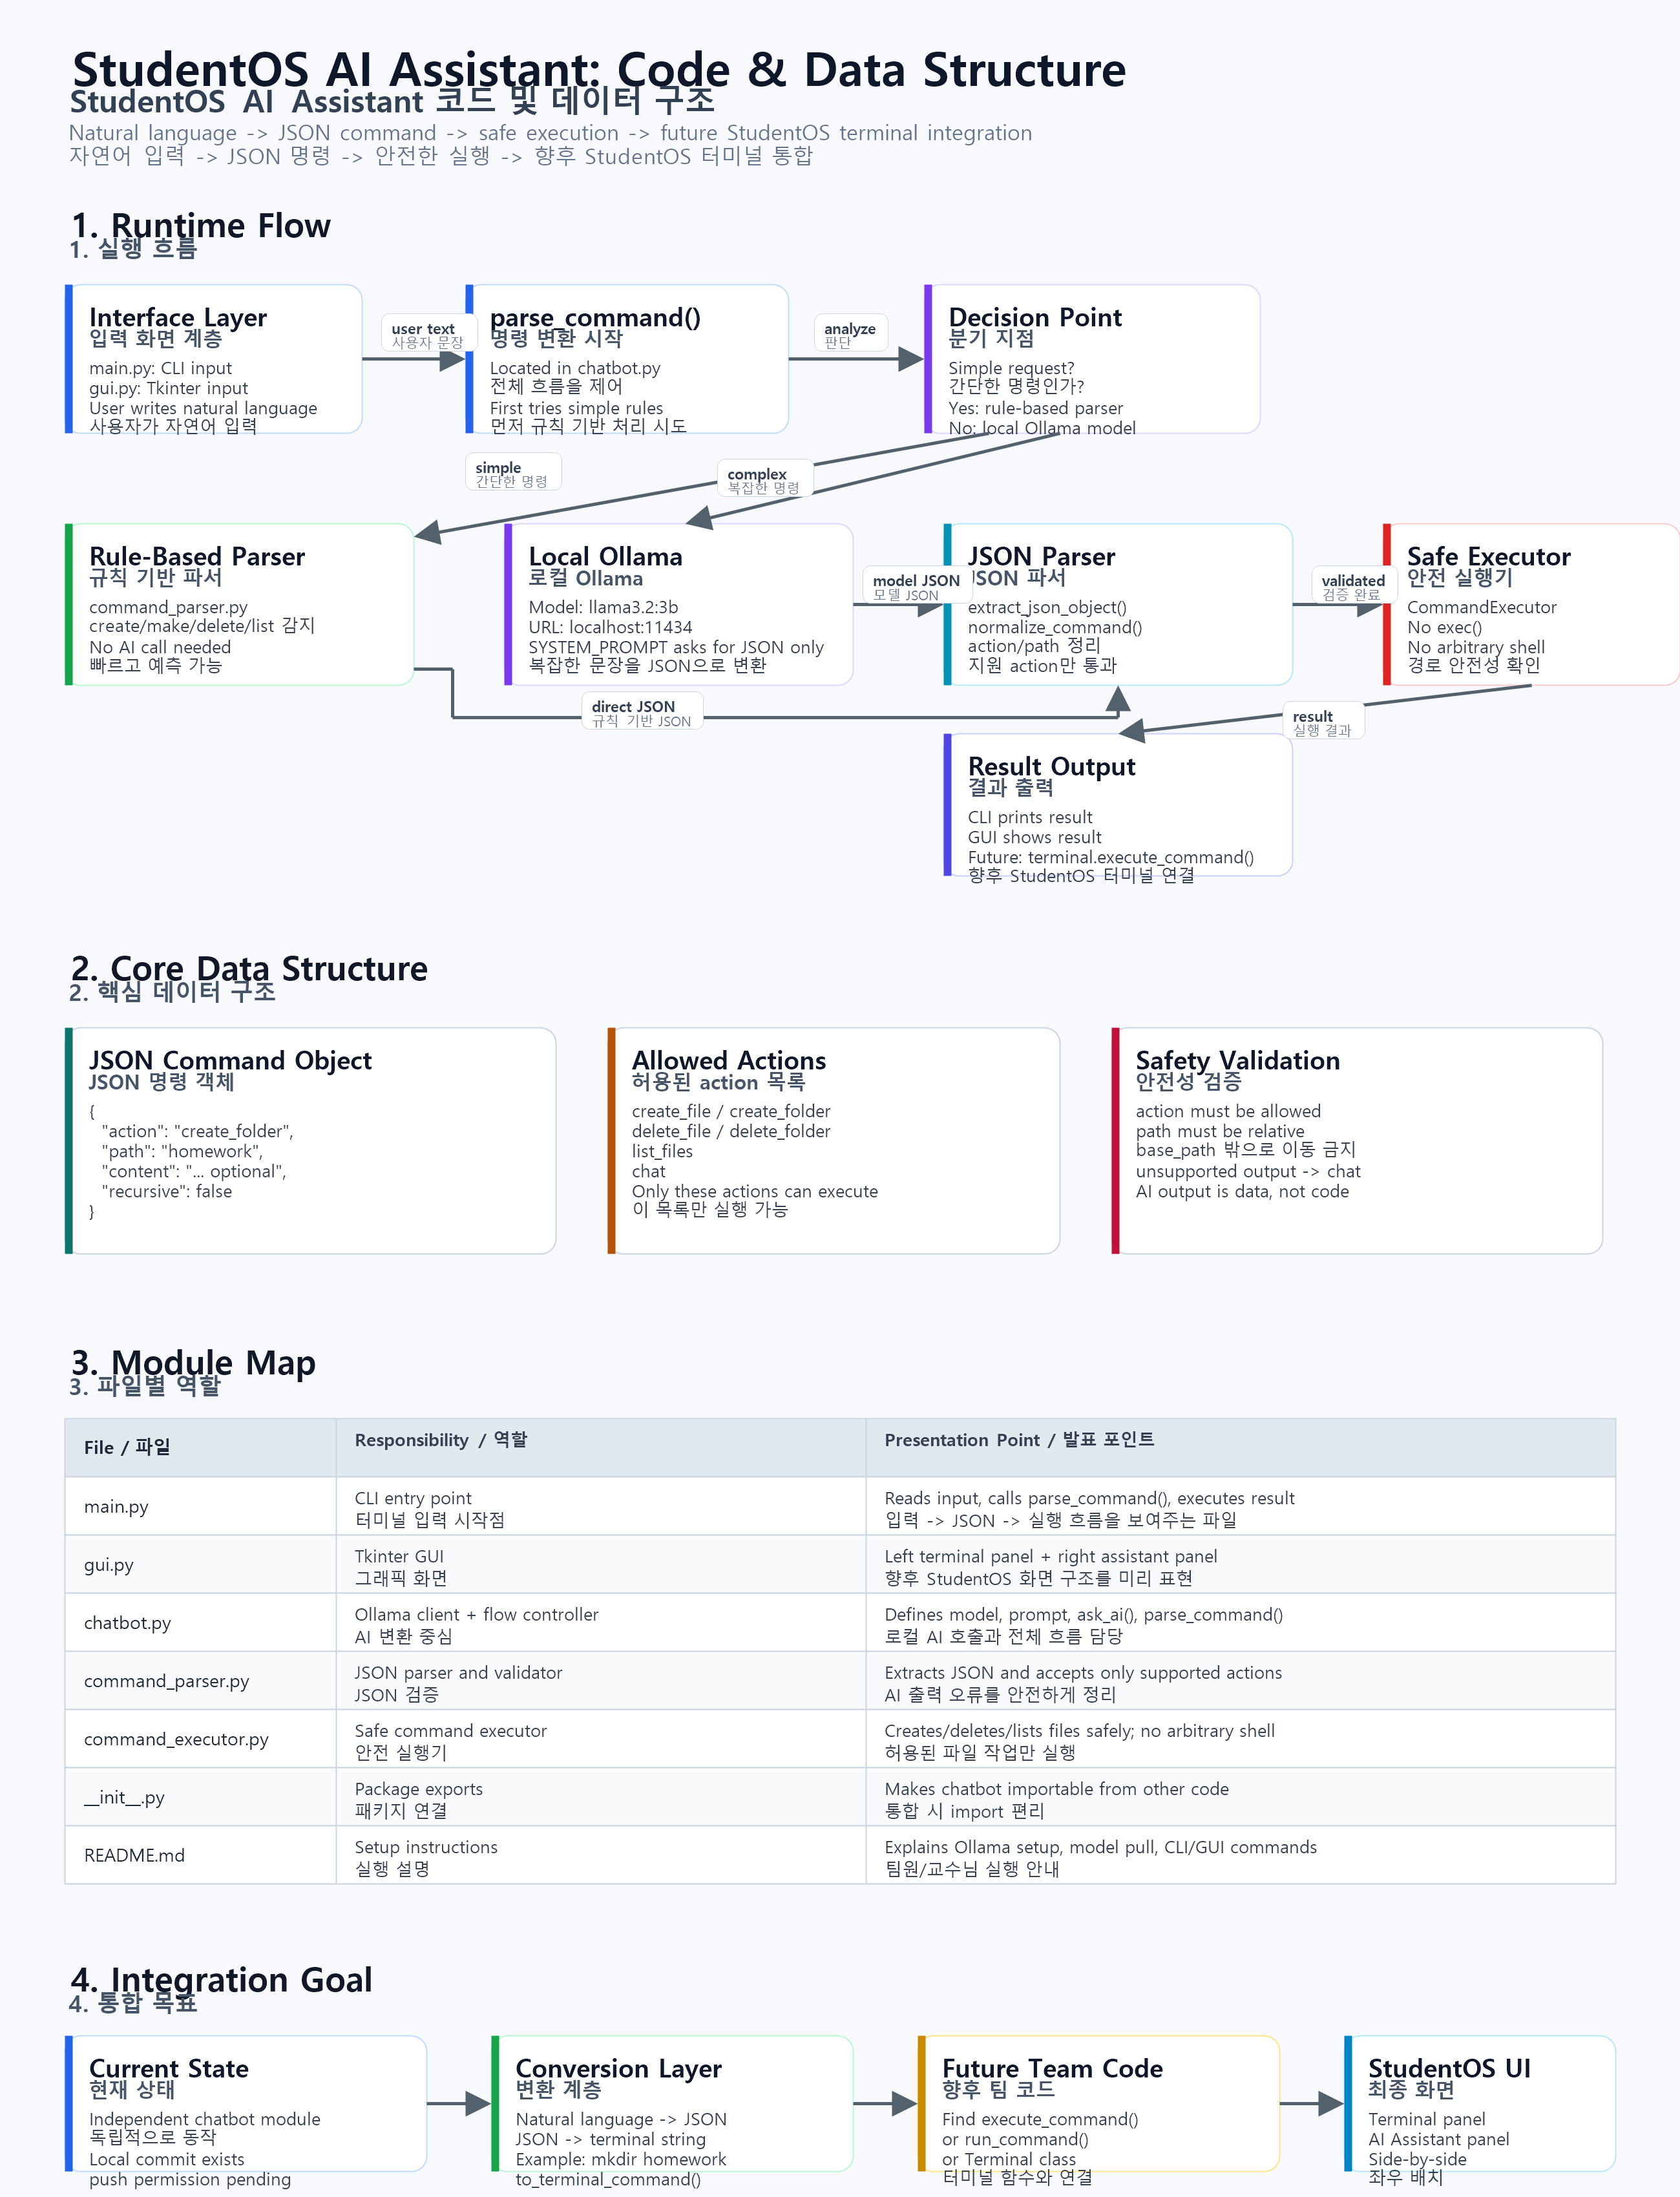 StudentOS AI Assistant: Code & Data Structure
StudentOS AI Assistant 코드 및 데이터 구조
Natural language -> JSON command -> safe execution -> future StudentOS terminal integration
자연어 입력 -> JSON 명령 -> 안전한 실행 -> 향후 StudentOS 터미널 통합
1. Runtime Flow
1. 실행 흐름
Interface Layer
입력 화면 계층
main.py: CLI input
gui.py: Tkinter input
User writes natural language
사용자가 자연어 입력
user text
사용자 문장
parse_command()
명령 변환 시작
Located in chatbot.py
전체 흐름을 제어
First tries simple rules
먼저 규칙 기반 처리 시도
analyze
판단
Decision Point
분기 지점
Simple request?
간단한 명령인가?
Yes: rule-based parser
No: local Ollama model
simple
간단한 명령
complex
복잡한 명령
Rule-Based Parser
규칙 기반 파서
command_parser.py
create/make/delete/list 감지
No AI call needed
빠르고 예측 가능
Local Ollama
로컬 Ollama
Model: llama3.2:3b
URL: localhost:11434
SYSTEM_PROMPT asks for JSON only
복잡한 문장을 JSON으로 변환
model JSON
모델 JSON
JSON Parser
JSON 파서
extract_json_object()
normalize_command()
action/path 정리
지원 action만 통과
validated
검증 완료
Safe Executor
안전 실행기
CommandExecutor
No exec()
No arbitrary shell
경로 안전성 확인
direct JSON
규칙 기반 JSON
result
실행 결과
Result Output
결과 출력
CLI prints result
GUI shows result
Future: terminal.execute_command()
향후 StudentOS 터미널 연결
2. Core Data Structure
2. 핵심 데이터 구조
JSON Command Object
JSON 명령 객체
{
"action": "create_folder",
"path": "homework",
"content": "... optional",
"recursive": false
}
Allowed Actions
허용된 action 목록
create_file / create_folder
delete_file / delete_folder
list_files
chat
Only these actions can execute
이 목록만 실행 가능
Safety Validation
안전성 검증
action must be allowed
path must be relative
base_path 밖으로 이동 금지
unsupported output -> chat
AI output is data, not code
3. Module Map
3. 파일별 역할
File / 파일
Responsibility / 역할
Presentation Point / 발표 포인트
main.py
CLI entry point
터미널 입력 시작점
Reads input, calls parse_command(), executes result
입력 -> JSON -> 실행 흐름을 보여주는 파일
gui.py
Tkinter GUI
그래픽 화면
Left terminal panel + right assistant panel
향후 StudentOS 화면 구조를 미리 표현
chatbot.py
Ollama client + flow controller
AI 변환 중심
Defines model, prompt, ask_ai(), parse_command()
로컬 AI 호출과 전체 흐름 담당
command_parser.py
JSON parser and validator
JSON 검증
Extracts JSON and accepts only supported actions
AI 출력 오류를 안전하게 정리
command_executor.py
Safe command executor
안전 실행기
Creates/deletes/lists files safely; no arbitrary shell
허용된 파일 작업만 실행
__init__.py
Package exports
패키지 연결
Makes chatbot importable from other code
통합 시 import 편리
README.md
Setup instructions
실행 설명
Explains Ollama setup, model pull, CLI/GUI commands
팀원/교수님 실행 안내
4. Integration Goal
4. 통합 목표
Current State
현재 상태
Independent chatbot module
독립적으로 동작
Local commit exists
push permission pending
Conversion Layer
변환 계층
Natural language -> JSON
JSON -> terminal string
Example: mkdir homework
to_terminal_command()
Future Team Code
향후 팀 코드
Find execute_command()
or run_command()
or Terminal class
터미널 함수와 연결
StudentOS UI
최종 화면
Terminal panel
AI Assistant panel
Side-by-side
좌우 배치